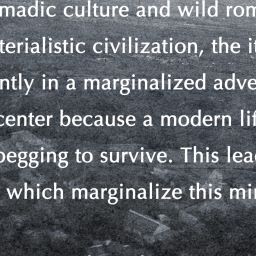 madic culture and wild rom
terialistic civilization, the it
ntly in a marginalized adve
center because a modern lif
begging to survive. This lea
which marginalize this min